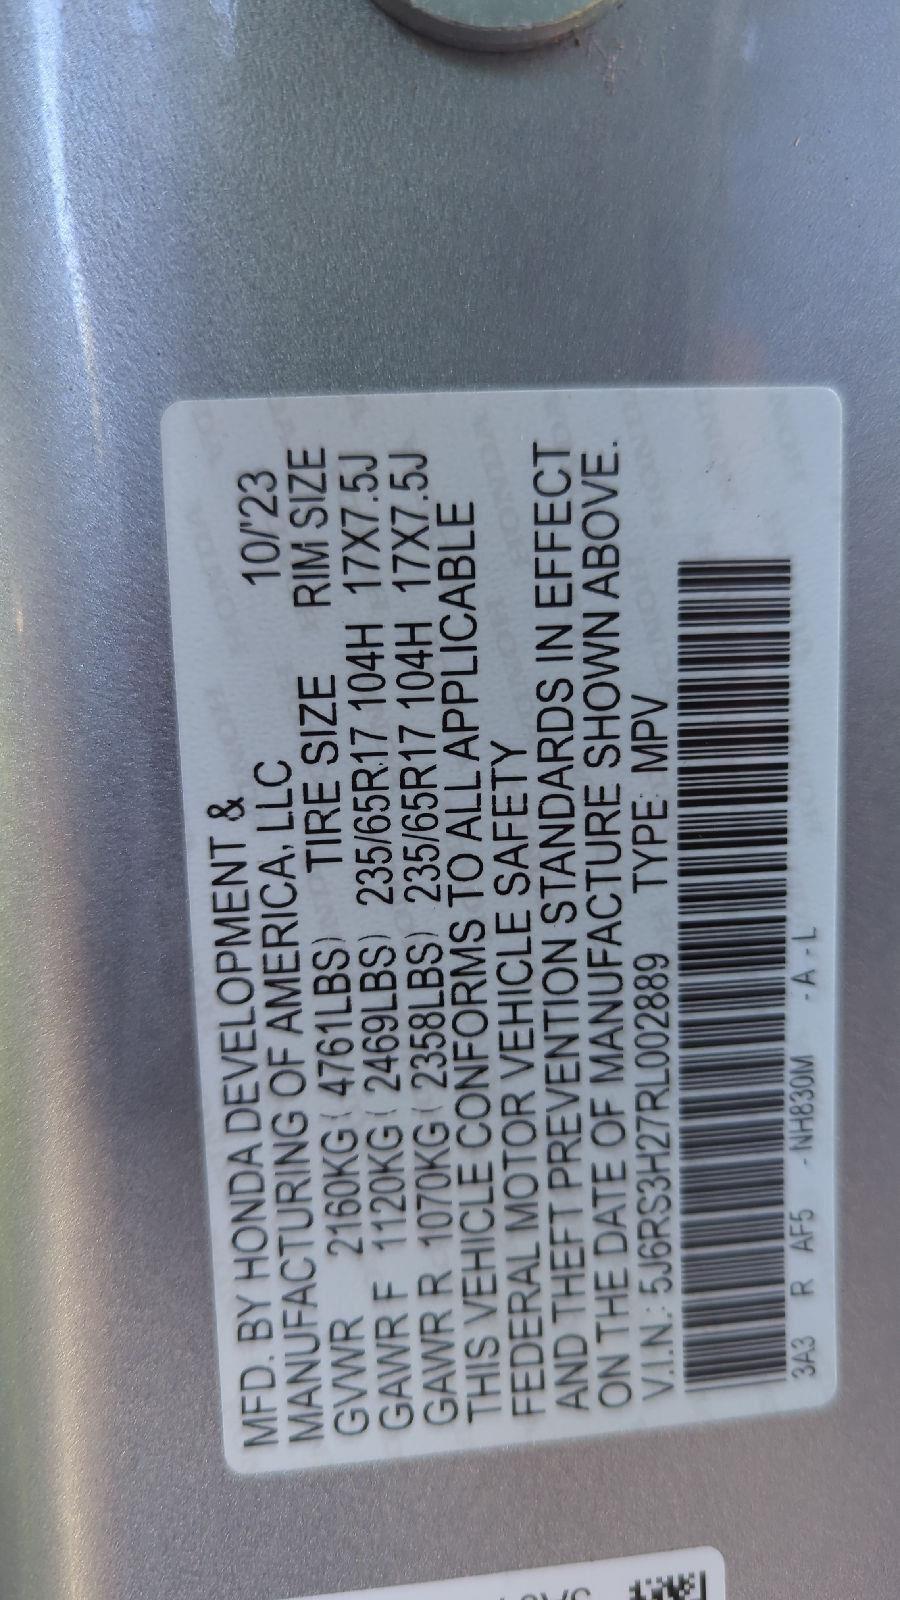 MFD. BY HONDA DEVELOPMENT &
MANUFACTURING OF AMERICA, LLC 10/'23
TIRE SIZE RIM SIZE
GVWR 2160KG ( 4761LBS)
GAWR F 1120KG ( 2469LBS) 235/65R17 104H 17X7.5J
GAWR R 1070KG ( 2358LBS) 235/65R17 104H 17X7.5J
THIS VEHICLE CONFORMS TO ALL APPLICABLE
FEDERAL MOTOR VEHICLE SAFETY
AND THEFT PREVENTION STANDARDS IN EFFECT
ON THE DATE OF MANUFACTURE SHOWN ABOVE.
V.I.N.: 5J6RS3H27RL002889 TYPE: MPV
3A3 R AF5 - NH830M - A - L